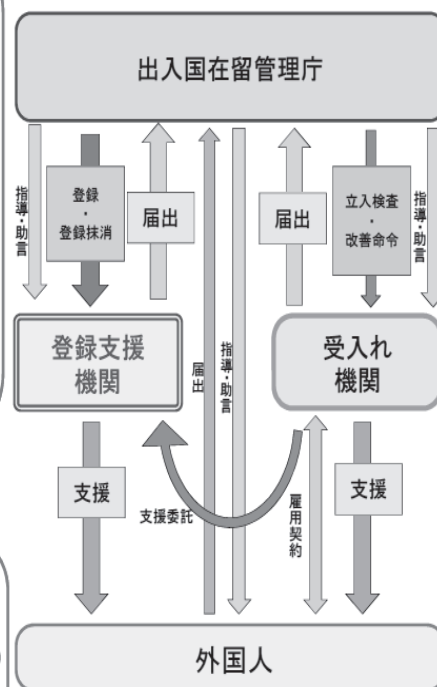 出入国在留管理庁
指導・助言
登録
・
登録抹消
届出
届出
立入検査
・
改善命令
指導・助言
登録支援
機関
届出
指導・助言
受入れ
機関
支援
支援委託
雇用契約
支援
外国人